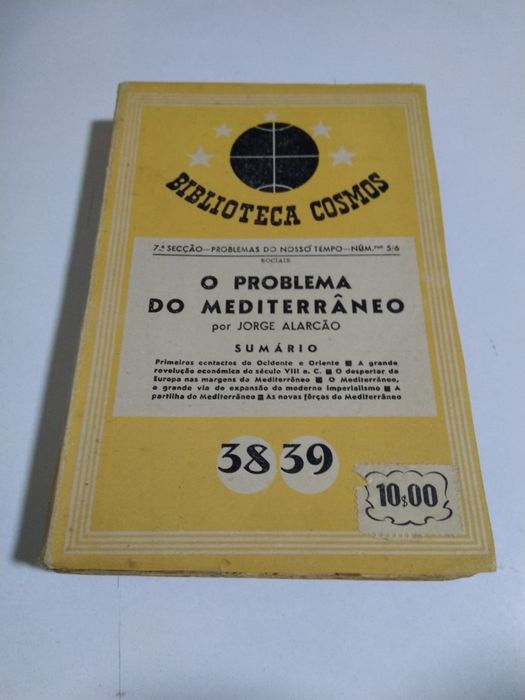 BIBLIOTECA COSMOS
7.ª SECÇÃO—PROBLEMAS DO NOSSO TEMPO—NÚM.ros 5/6
SOCIAIS
O PROBLEMA
DO MEDITERRÂNEO
por JORGE ALARCÃO
SUMÁRIO
Primeiros contactos do Ocidente e Oriente ■ A grande
revolução económica do século VIII a. C. ■ O despertar da
Europa nas margens do Mediterrâneo ■ O Mediterrâneo,
a grande via de expansão do moderno imperialismo ■ A
partilha do Mediterrâneo ■ As novas fôrças do Mediterrâneo
38 39
10$00